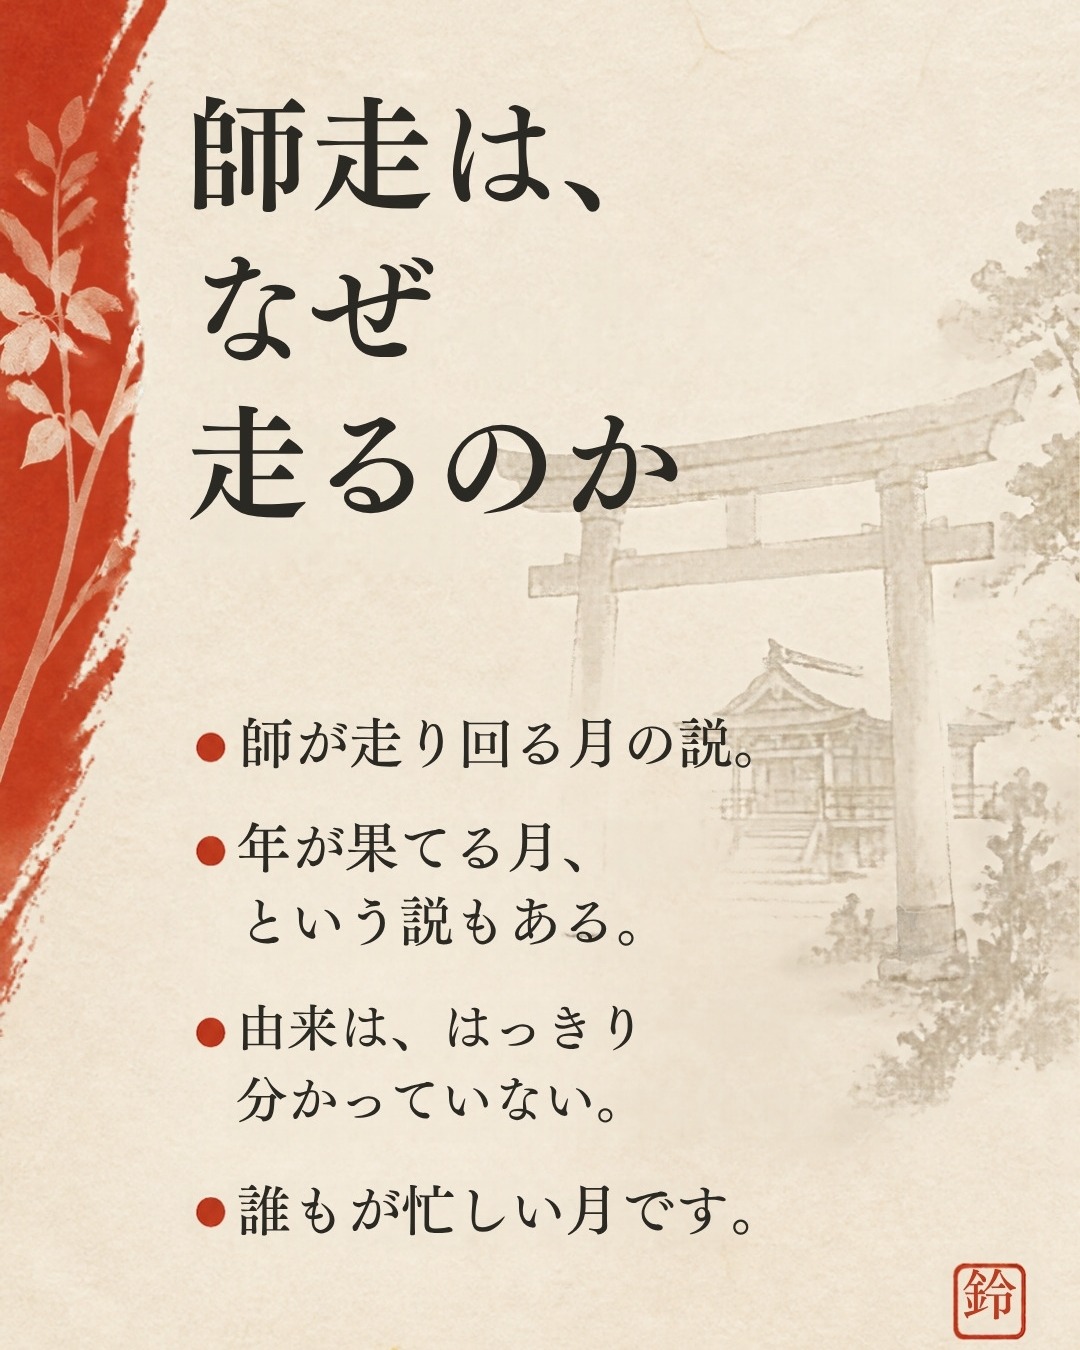 師走は、
なぜ
走るのか
● 師が走り回る月の説。
● 年が果てる月、
という説もある。
● 由来は、はっきり
分かっていない。
● 誰もが忙しい月です。
鈴